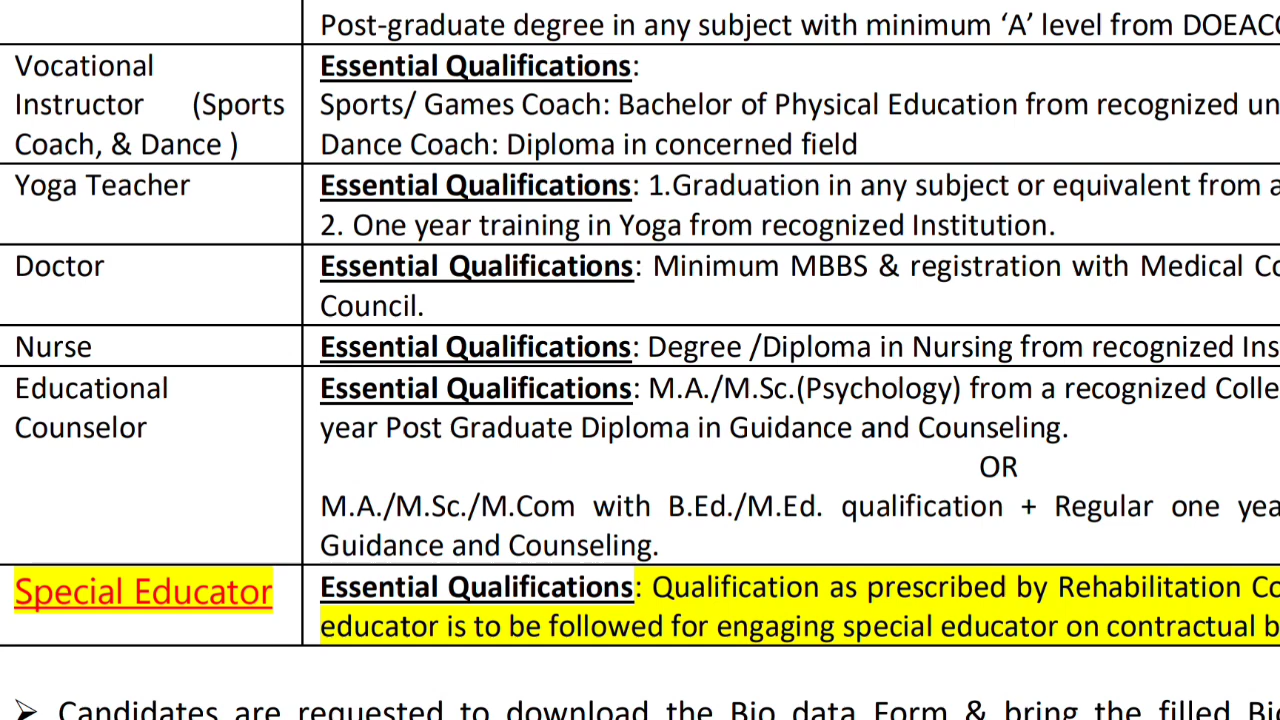 Post-graduate degree in any subject with minimum ‘A’ level from
Vocational
Instructor (Sports
Coach, & Dance )
Essential Qualifications:
Sports/ Games Coach: Bachelor of Physical Education from recognized
Dance Coach: Diploma in concerned field
Yoga Teacher
Essential Qualifications: 1.Graduation in any subject or equivalent from
2. One year training in Yoga from recognized Institution.
Doctor
Essential Qualifications: Minimum MBBS & registration with Medical
Council.
Nurse
Essential Qualifications: Degree /Diploma in Nursing from recognized
Educational
Counselor
Essential Qualifications: M.A./M.Sc.(Psychology) from a recognized
year Post Graduate Diploma in Guidance and Counseling.
OR
M.A./M.Sc./M.Com with B.Ed./M.Ed. qualification + Regular one
Guidance and Counseling.
Special Educator
Essential Qualifications: Qualification as prescribed by Rehabilitation
educator is to be followed for engaging special educator on contractual
➢ Candidates are requested to download the Bio data Form & bring the filled